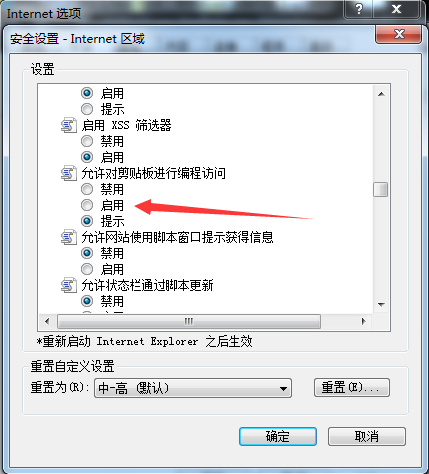 Internet 选项
安全设置 - Internet 区域
设置
启用
提示
启用 XSS 筛选器
禁用
启用
允许对剪贴板进行编程访问
禁用
启用
提示
允许网站使用脚本窗口提示获得信息
禁用
启用
允许状态栏通过脚本更新
禁用
*重新启动 Internet Explorer 之后生效
重置自定义设置
重置为(R): 中-高 (默认) 重置(E)...
确定 取消